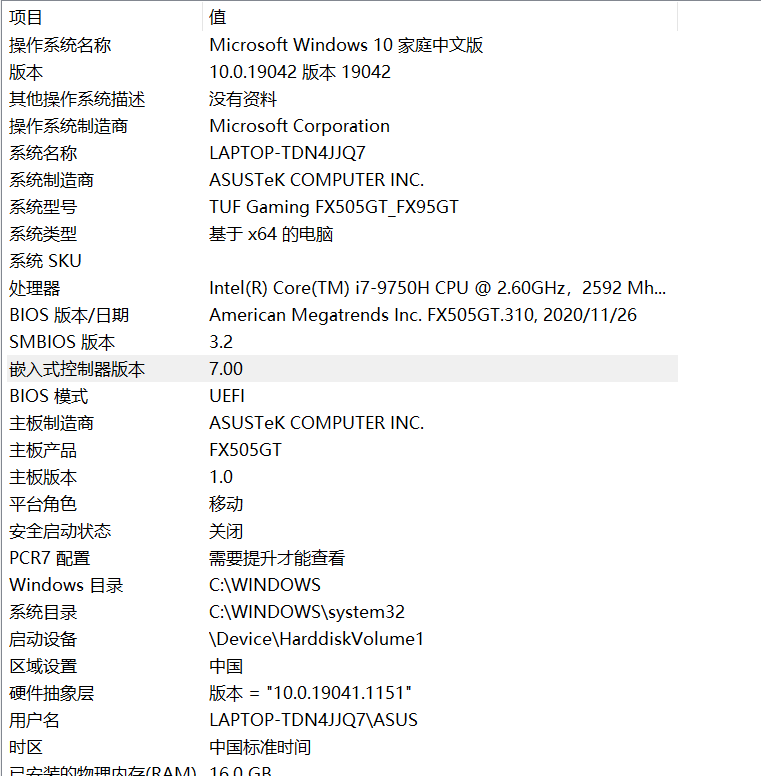 项目 值
操作系统名称 Microsoft Windows 10 家庭中文版
版本 10.0.19042 版本 19042
其他操作系统描述 没有资料
操作系统制造商 Microsoft Corporation
系统名称 LAPTOP-TDN4JJQ7
系统制造商 ASUSTeK COMPUTER INC.
系统型号 TUF Gaming FX505GT_FX95GT
系统类型 基于 x64 的电脑
系统 SKU
处理器 Intel(R) Core(TM) i7-9750H CPU @ 2.60GHz，2592 Mh...
BIOS 版本/日期 American Megatrends Inc. FX505GT.310, 2020/11/26
SMBIOS 版本 3.2
嵌入式控制器版本 7.00
BIOS 模式 UEFI
主板制造商 ASUSTeK COMPUTER INC.
主板产品 FX505GT
主板版本 1.0
平台角色 移动
安全启动状态 关闭
PCR7 配置 需要提升才能查看
Windows 目录 C:\WINDOWS
系统目录 C:\WINDOWS\system32
启动设备 \Device\HarddiskVolume1
区域设置 中国
硬件抽象层 版本 = "10.0.19041.1151"
用户名 LAPTOP-TDN4JJQ7\ASUS
时区 中国标准时间
已安装的物理内存(RAM) 16.0 GB